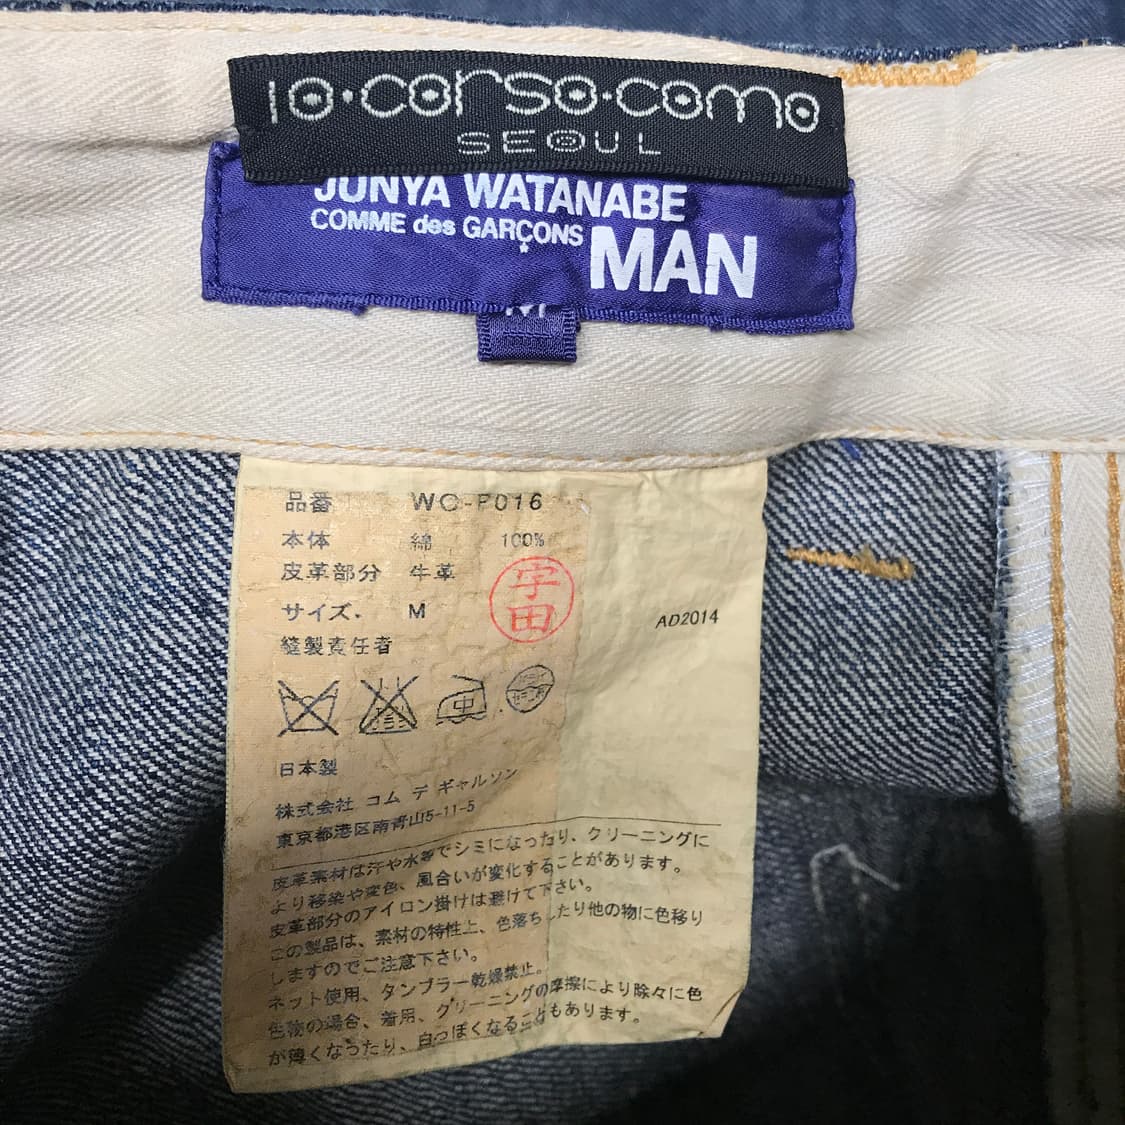 10·corso·como
SEOUL
JUNYA WATANABE
COMME des GARÇONS
MAN
M
品番 WC-P016
本体 綿 100%
皮革部分 牛革
サイズ. M
縫製責任者
宇田
AD2014
中
日本製
株式会社 コム デ ギャルソン
東京都港区南青山5-11-5
皮革素材は汗や水等でシミになったり、クリーニングに
より移染や変色、風合いが変化することがあります。
皮革部分のアイロン掛けは避けて下さい。
この製品は、素材の特性上、色落ちしたり他の物に色移り
しますのでご注意下さい。
ネット使用、タンブラー乾燥禁止。
色物の場合、着用、クリーニングの摩擦により除々に色
が薄くなったり、白っぽくなることもあります。